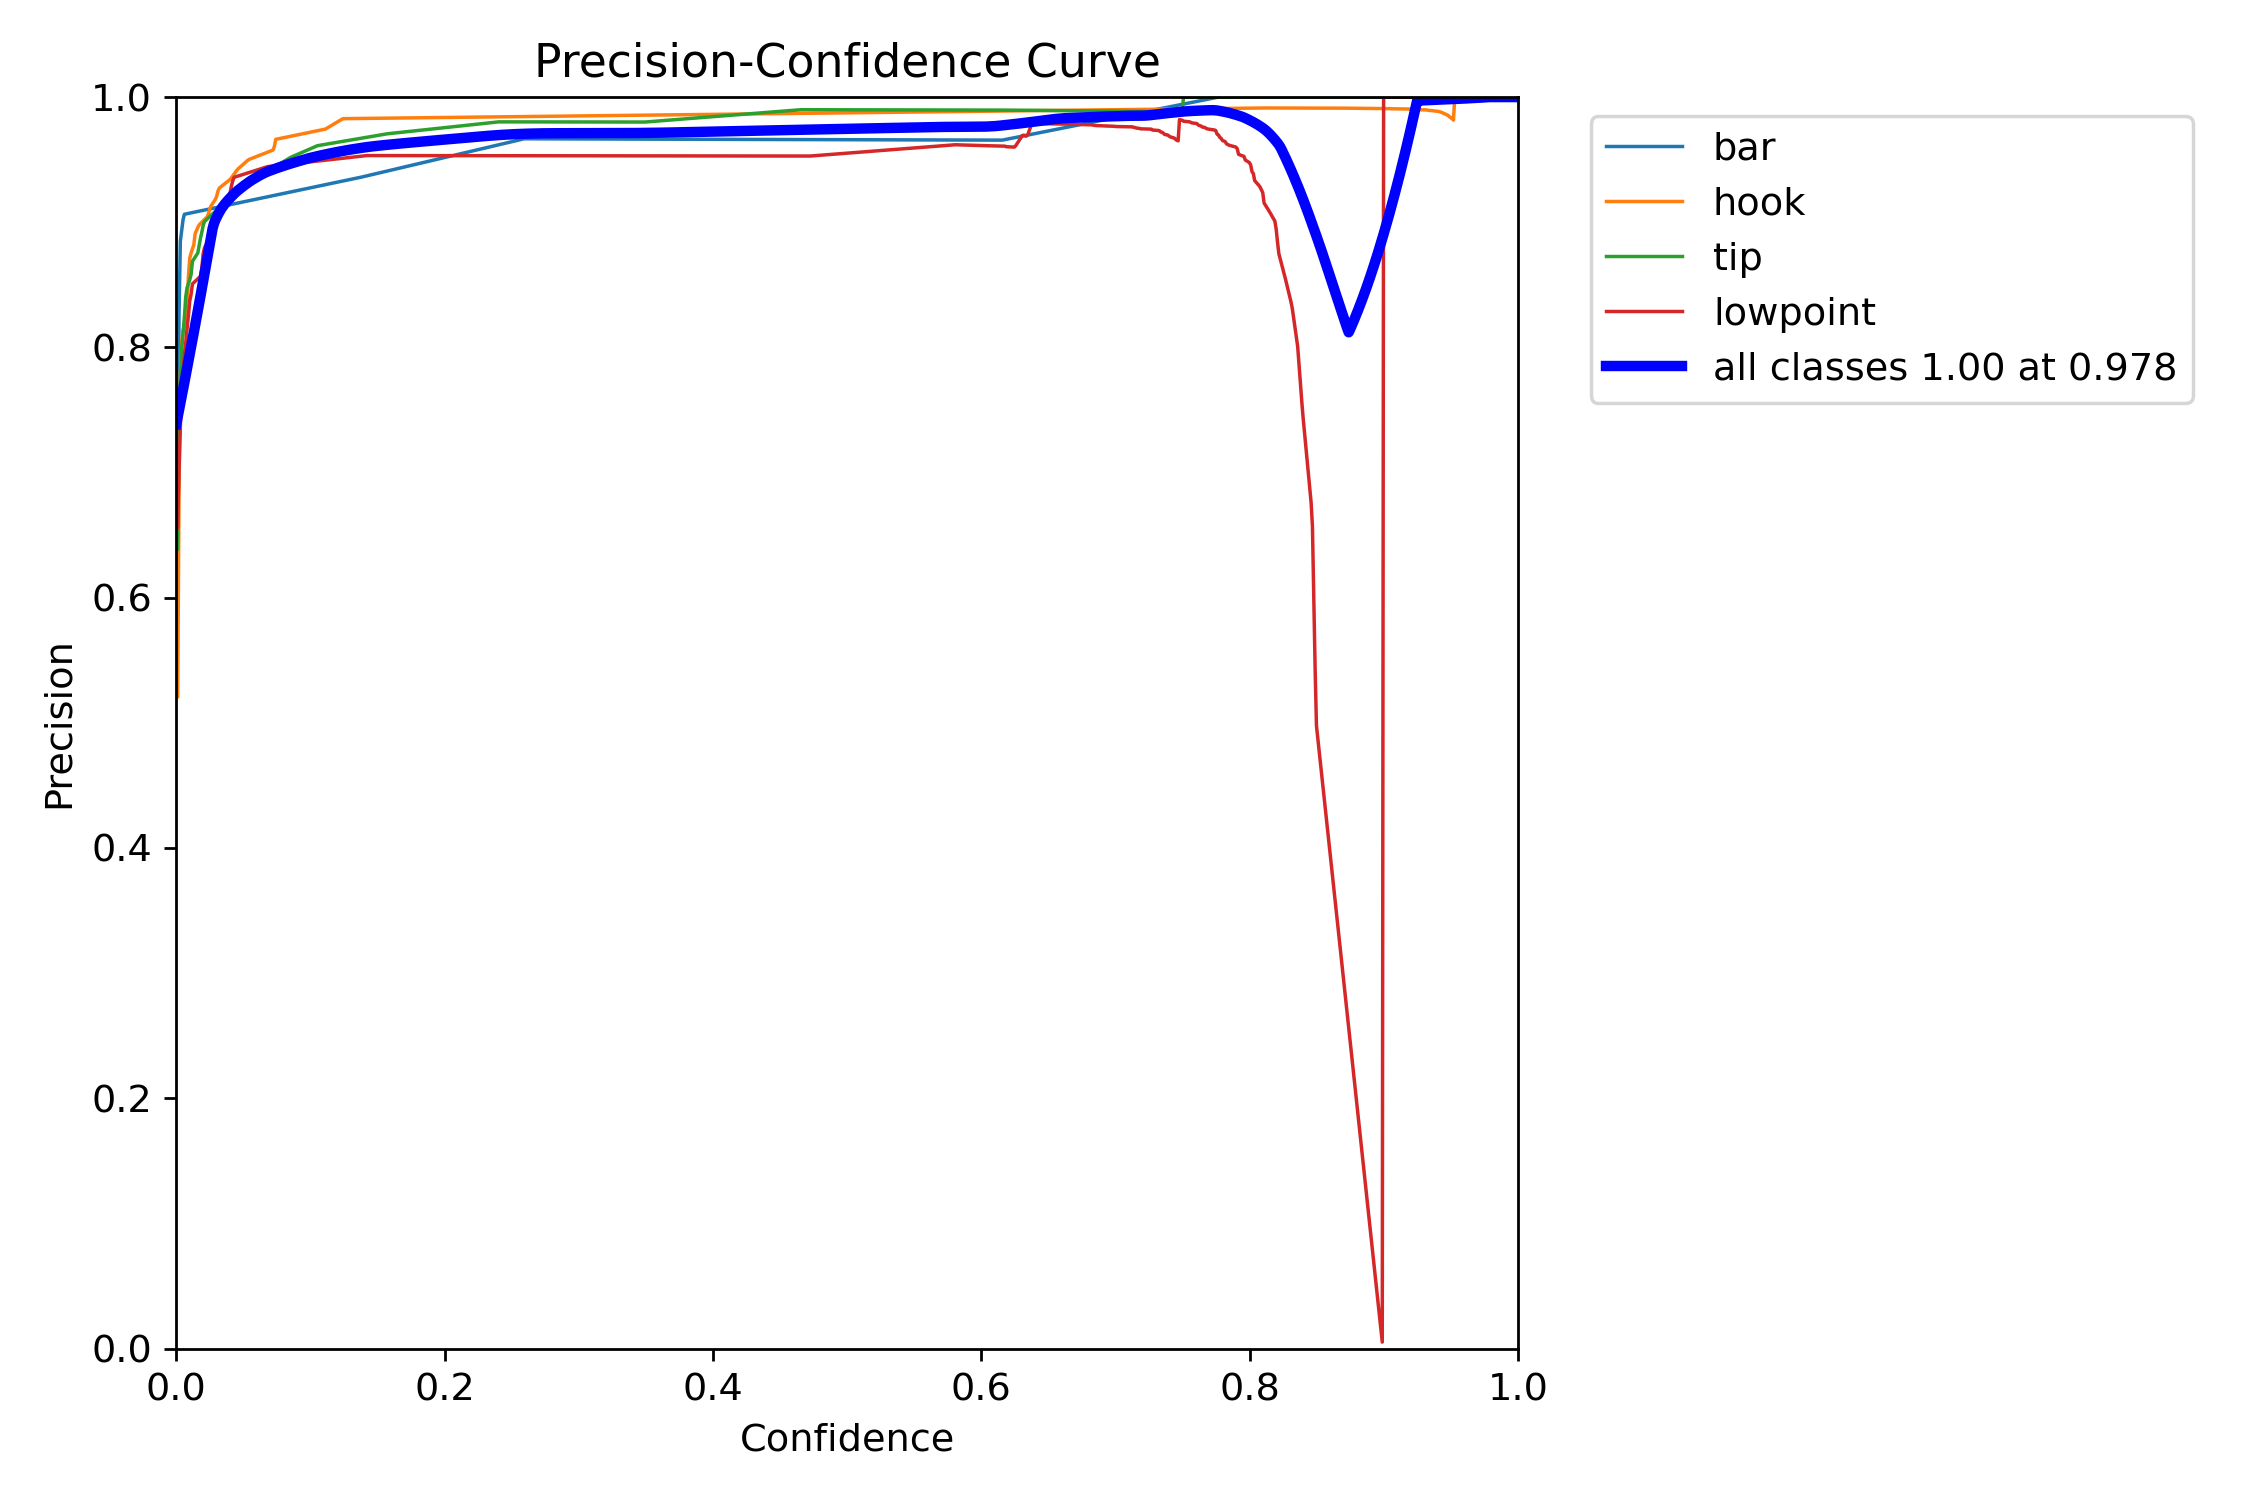 Precision-Confidence Curve
1.0
0.8
0.6
0.4
0.2
0.0
Precision
0.0 0.2 0.4 0.6 0.8 1.0
Confidence
bar
hook
tip
lowpoint
all classes 1.00 at 0.978